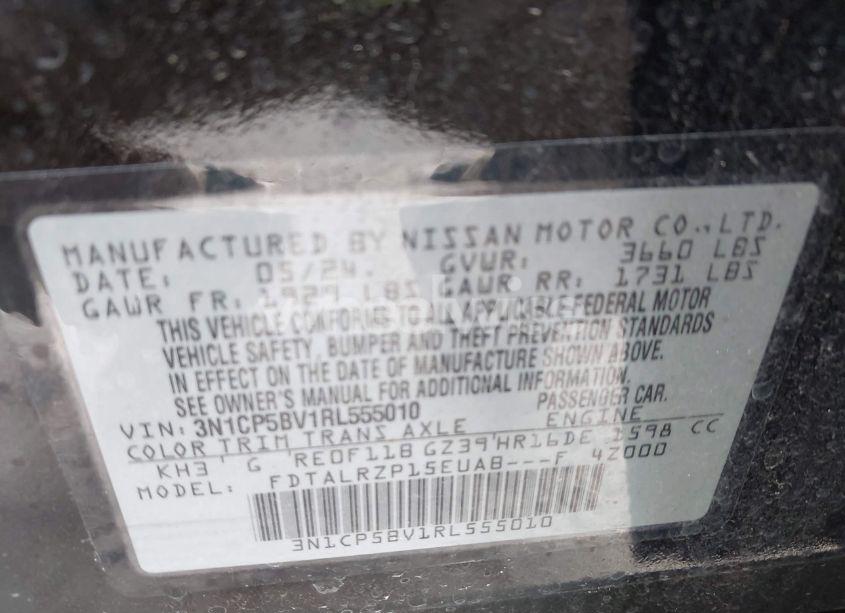 MANUFACTURED BY NISSAN MOTOR CO., LTD.
DATE: 05/24 GVWR: 3660 LBS
GAWR FR: 1929 LBS GAWR RR: 1731 LBS
THIS VEHICLE CONFORMS TO ALL APPLICABLE FEDERAL MOTOR
VEHICLE SAFETY, BUMPER AND THEFT PREVENTION STANDARDS
IN EFFECT ON THE DATE OF MANUFACTURE SHOWN ABOVE.
SEE OWNER'S MANUAL FOR ADDITIONAL INFORMATION.
VIN: 3N1CP5BV1RL555010 PASSENGER CAR.
COLOR TRIM TRANS AXLE ENGINE
KH3 G RE0F11B GZ39 HR16DE 1598 CC
MODEL: FDTALRZP15EUAB---F 4Z000
3N1CP5BV1RL555010